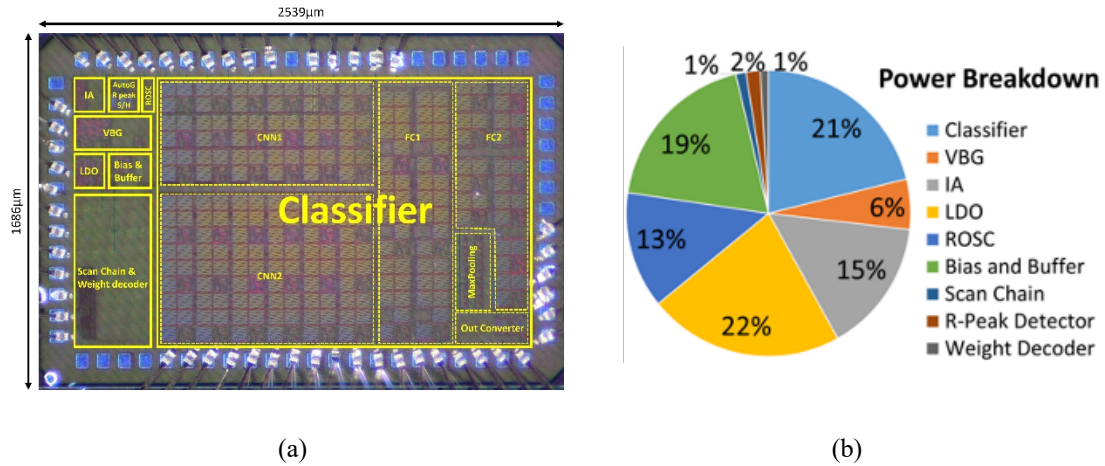 2539µm
1686µm
IA
AutoG
R peak
S/H
ROSC
VBG
LDO
Bias &
Buffer
Scan Chain &
Weight decoder
CNN1
FC1
FC2
Classifier
CNN2
MaxPooling
Out Converter
(a)
1% 2% 1%
Power Breakdown
21%
6%
15%
22%
13%
19%
Classifier
VBG
IA
LDO
ROSC
Bias and Buffer
Scan Chain
R-Peak Detector
Weight Decoder
(b)